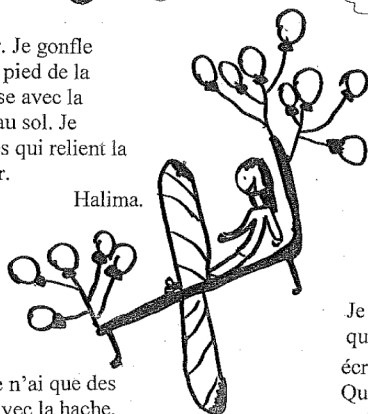 r. Je gonfle
pied de la
se avec la
au sol. Je
s qui relient la
r.
Halima.
Je
qu
écr
Qu
e n'ai que des
avec la hache.